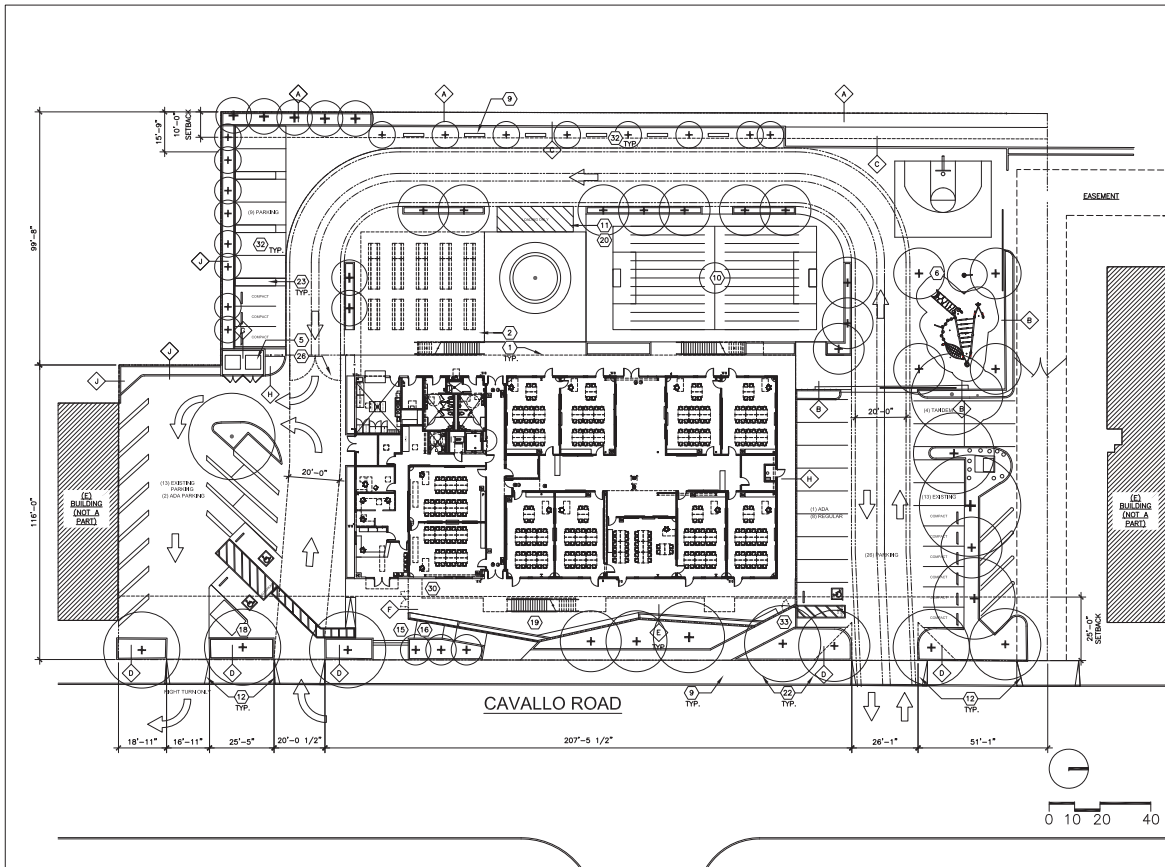 A
A
9
A
15'-9"
10'-0"
SETBACK
32
TYP.
C
C
EASEMENT
(9) PARKING
11
20
99'-8"
32
TYP.
J
23
TYP.
10
6
COMPACT
COMPACT
COMPACT
5
26
2
1
TYP.
B
J
J
H
B
B
20'-0"
(4) TANDEM
20'-0"
(E)
BUILDING
(NOT A
PART)
(13) EXISTING
PARKING
(2) ADA PARKING
116'-0"
H
(13) EXISTING
(1) ADA
(8) REGULAR
COMPACT
COMPACT
COMPACT
COMPACT
COMPACT
COMPACT
(26) PARKING
(E)
BUILDING
(NOT A
PART)
30
F
15
16
18
19
E
TYP.
33
25'-0"
SETBACK
D
D
D
D
D
RIGHT TURN ONLY
12
TYP.
9
22
TYP.
12
TYP.
CAVALLO ROAD
18'-11"
16'-11"
25'-5"
20'-0 1/2"
207'-5 1/2"
26'-1"
51'-1"
0 10 20 40